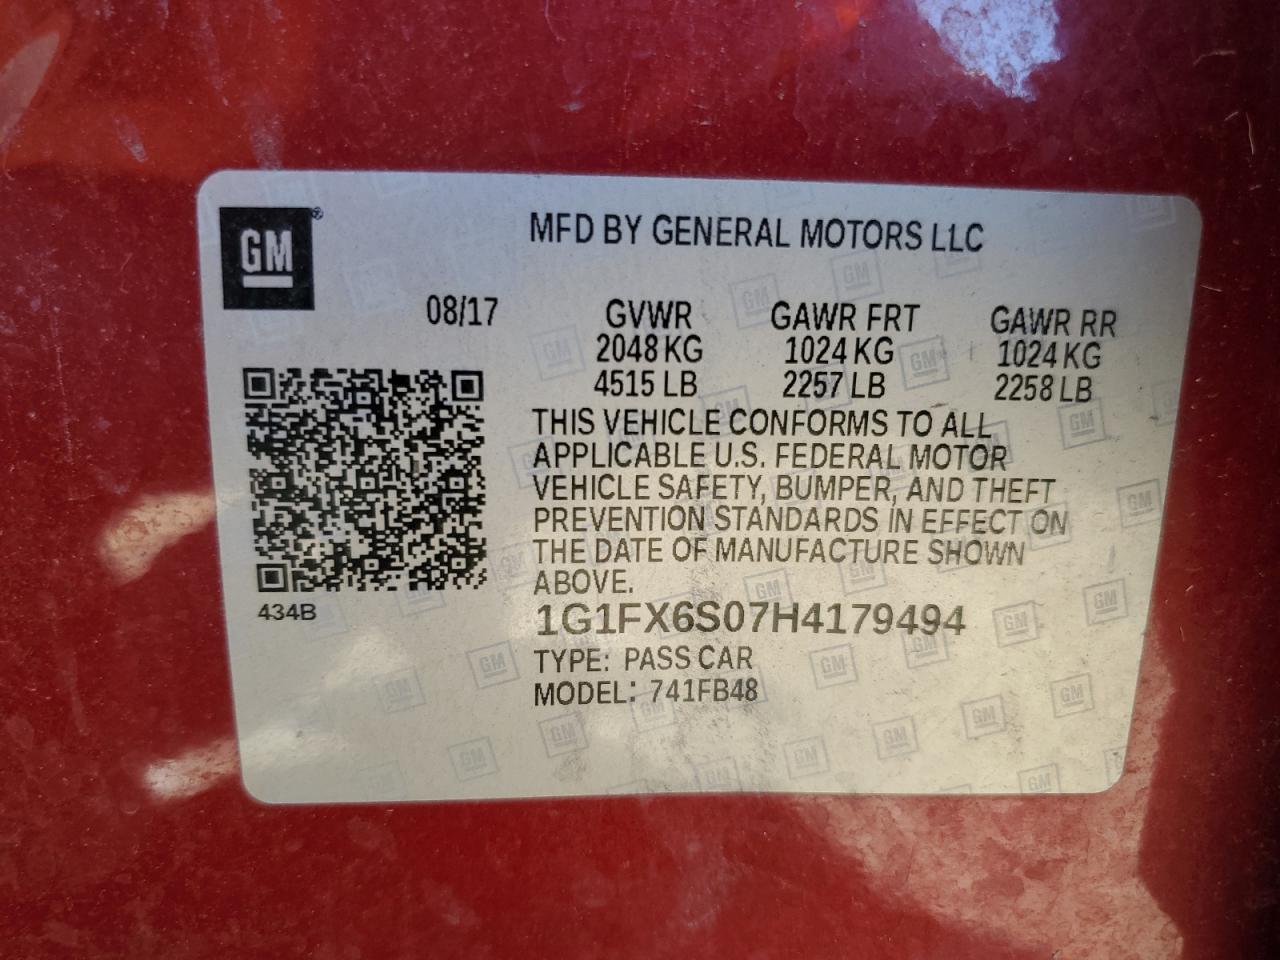 GM®
MFD BY GENERAL MOTORS LLC
08/17
GVWR GAWR FRT GAWR RR
2048 KG 1024 KG 1024 KG
4515 LB 2257 LB 2258 LB
THIS VEHICLE CONFORMS TO ALL
APPLICABLE U.S. FEDERAL MOTOR
VEHICLE SAFETY, BUMPER, AND THEFT
PREVENTION STANDARDS IN EFFECT ON
THE DATE OF MANUFACTURE SHOWN
ABOVE.
434B
1G1FX6S07H4179494
TYPE: PASS CAR
MODEL: 741FB48